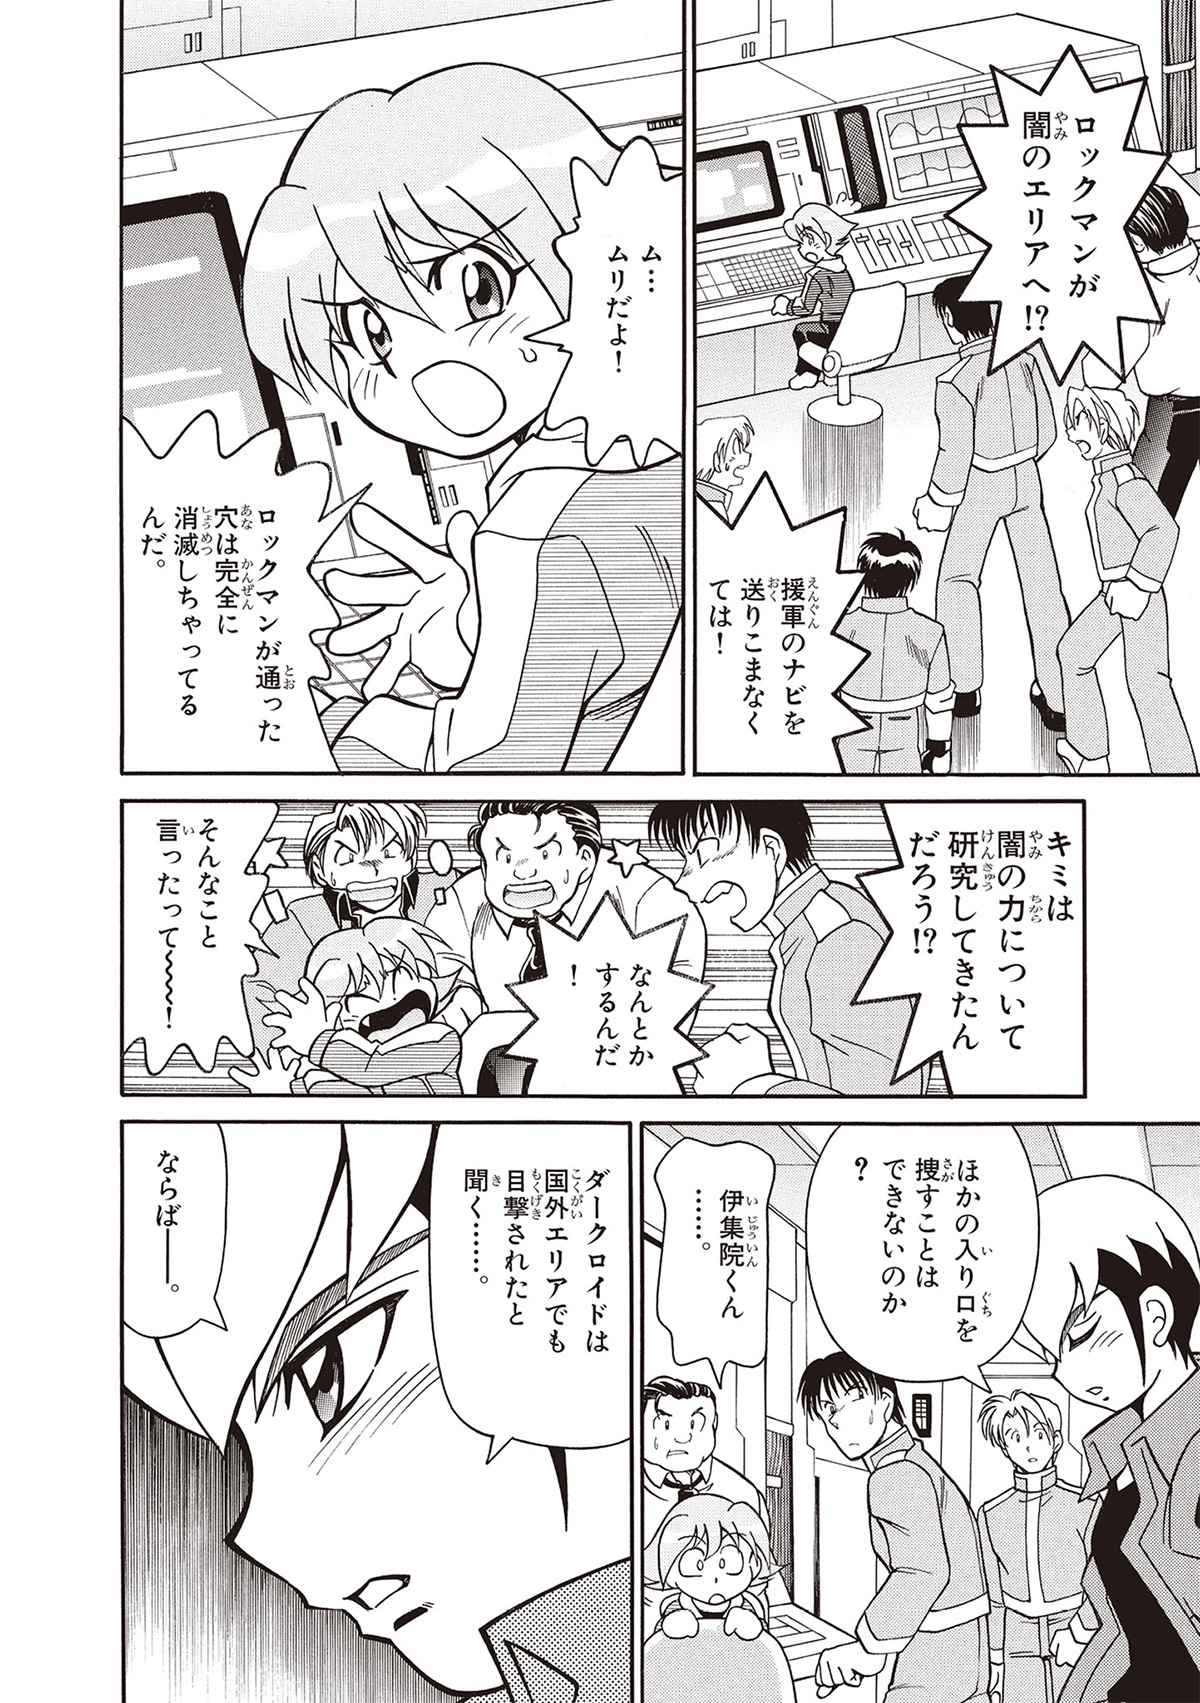 ロックマンが
闇のエリアへ!?
援軍のナビを
送りこまなく
ては!
ム…
ムリだよ!
ロックマンが通った
穴は完全に
消滅しちゃってる
んだ。
キミは
闇の力について
研究してきたん
だろう!?
なんとか
するんだ
!
そんなこと
言ったって〜〜〜!
ほかの入り口を
捜すことは
できないのか
?
伊集院くん
……。
ダークロイドは
国外エリアでも
目撃されたと
聞く……。
ならば──。